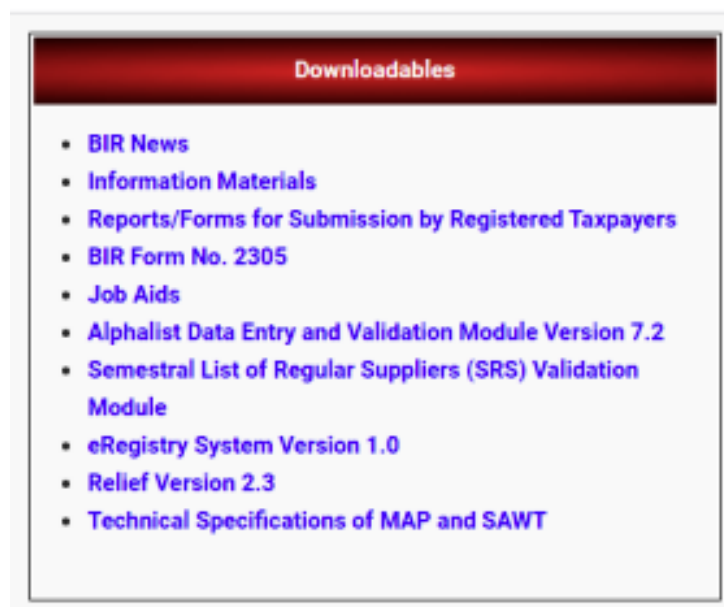 Downloadables
• BIR News
• Information Materials
• Reports/Forms for Submission by Registered Taxpayers
• BIR Form No. 2305
• Job Aids
• Alphalist Data Entry and Validation Module Version 7.2
• Semestral List of Regular Suppliers (SRS) Validation
Module
• eRegistry System Version 1.0
• Relief Version 2.3
• Technical Specifications of MAP and SAWT